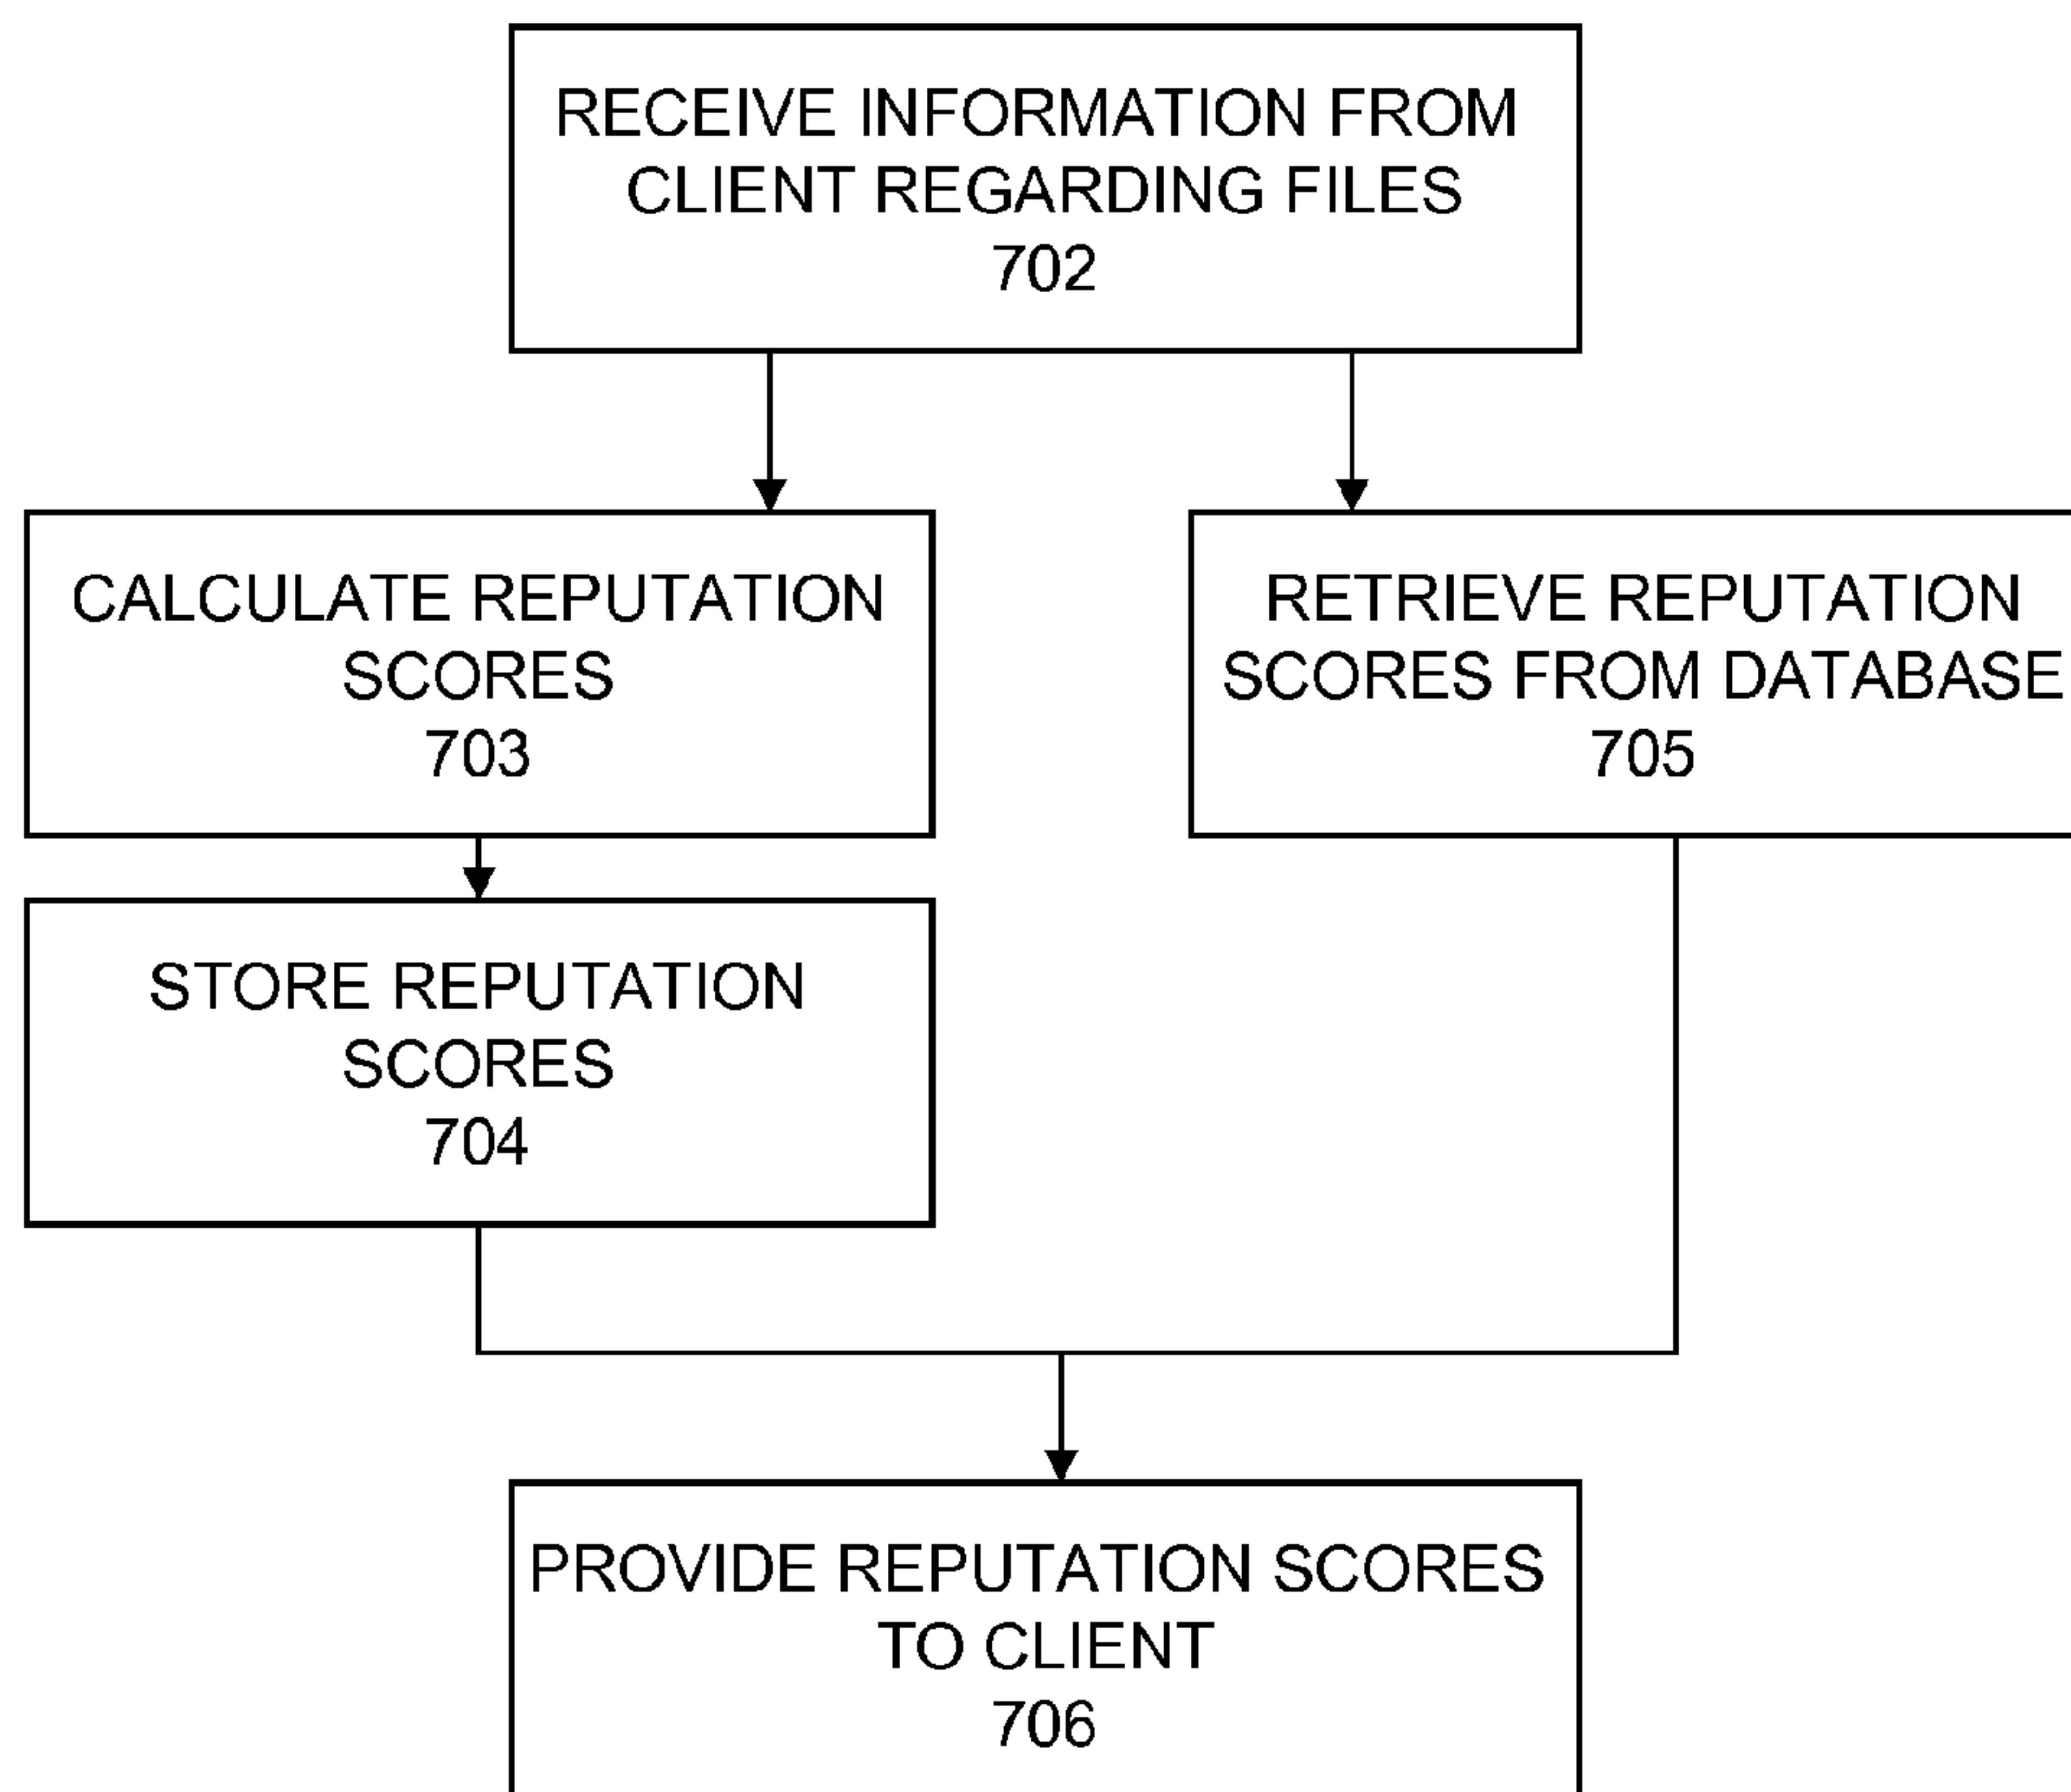 RECEIVE INFORMATION FROM
CLIENT REGARDING FILES
702
CALCULATE REPUTATION
SCORES
703
RETRIEVE REPUTATION
SCORES FROM DATABASE
705
STORE REPUTATION
SCORES
704
PROVIDE REPUTATION SCORES
TO CLIENT
706